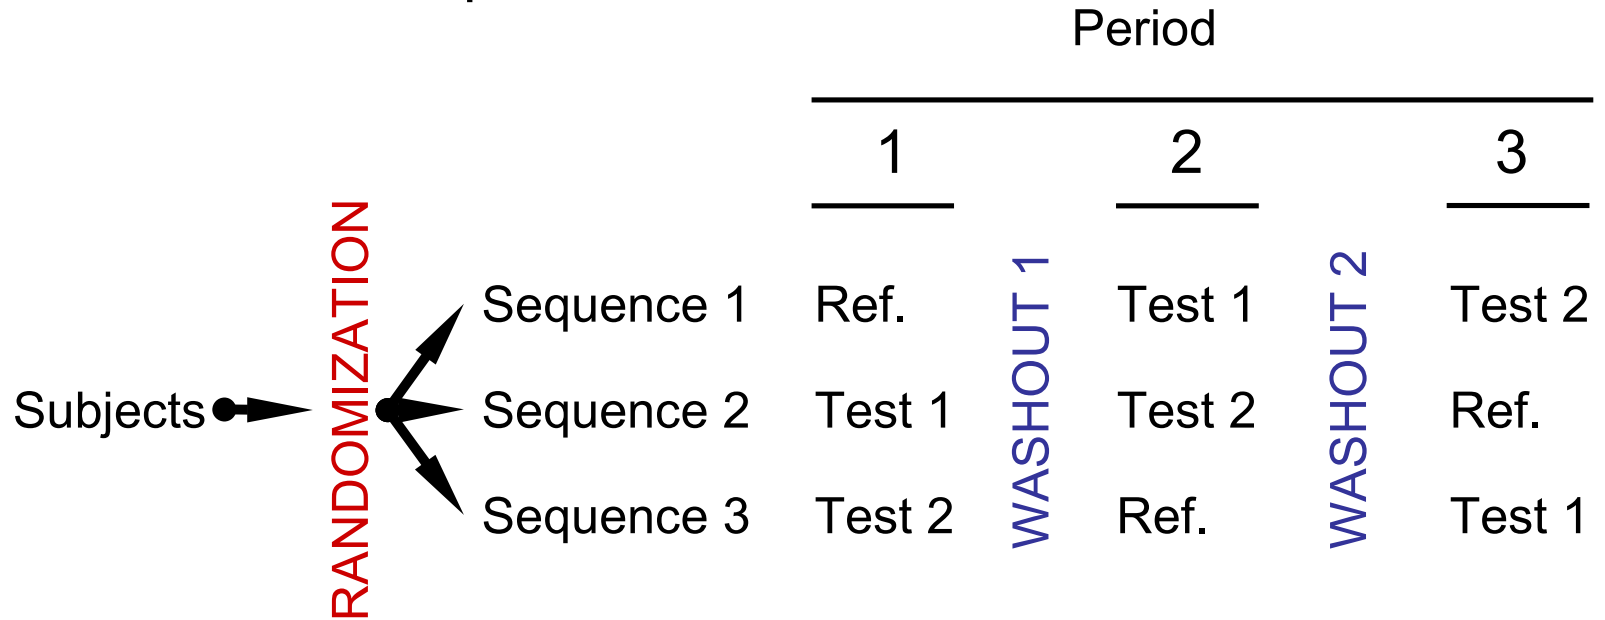 Period
1 2 3
RANDOMIZATION
WASHOUT 1
WASHOUT 2
Sequence 1 Ref. Test 1 Test 2
Subjects Sequence 2 Test 1 Test 2 Ref.
Sequence 3 Test 2 Ref. Test 1